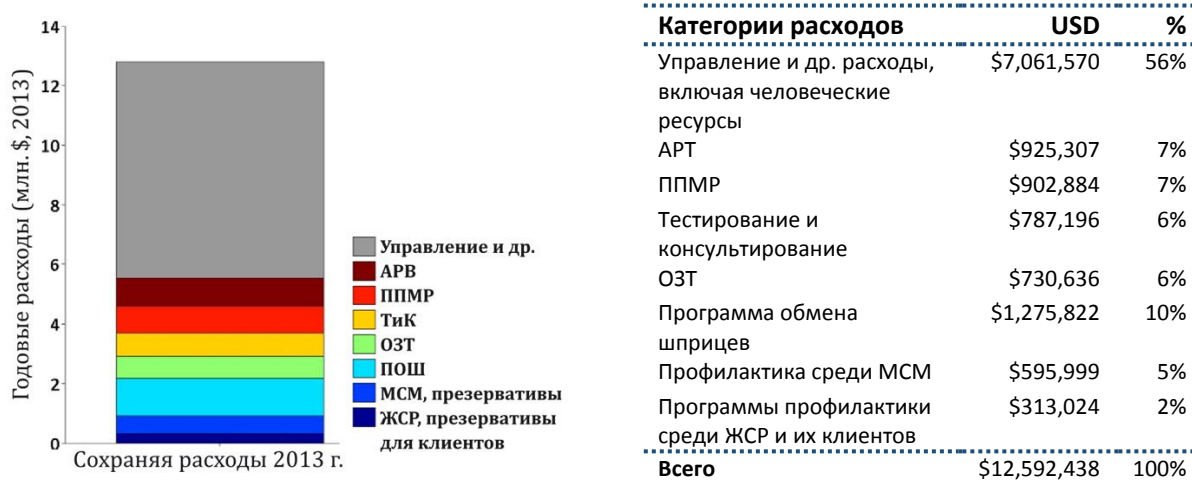 Годовые расходы (млн. $, 2013)
14
12
10
8
6
4
2
0
Сохраняя расходы 2013 г.
Управление и др.
АРВ
ППМР
ТиК
ОЗТ
ПОШ
МСМ, презервативы
ЖСР, презервативы
для клиентов
Категории расходов USD %
Управление и др. расходы, $7,061,570 56%
включая человеческие
ресурсы
АРТ $925,307 7%
ППМР $902,884 7%
Тестирование и $787,196 6%
консультирование
ОЗТ $730,636 6%
Программа обмена $1,275,822 10%
шприцев
Профилактика среди МСМ $595,999 5%
Программы профилактики $313,024 2%
среди ЖСР и их клиентов
Всего $12,592,438 100%